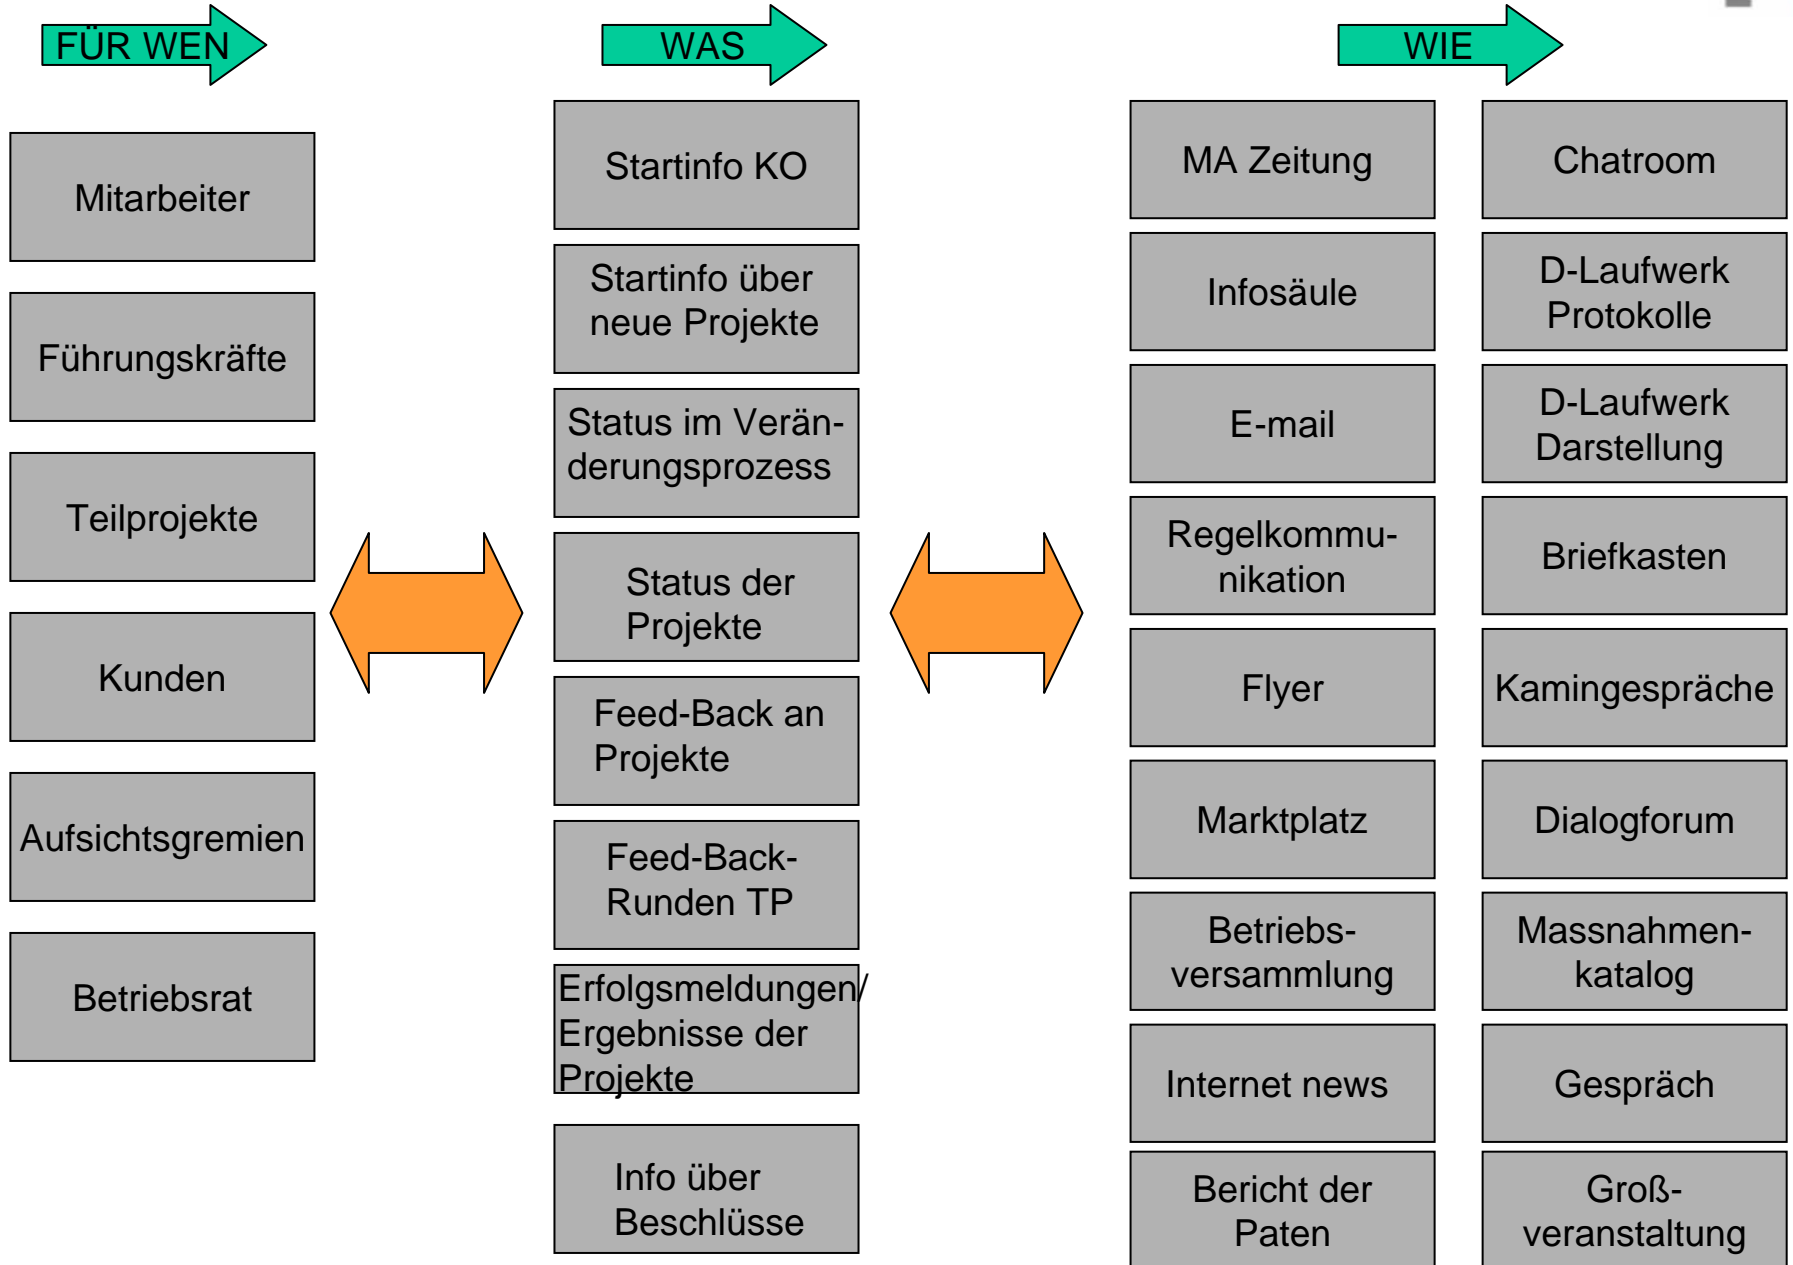 FÜR WEN
WAS
WIE
Mitarbeiter
Führungskräfte
Teilprojekte
Kunden
Aufsichtsgremien
Betriebsrat
Startinfo KO
Startinfo über
neue Projekte
Status im Verän-
derungsprozess
Status der
Projekte
Feed-Back an
Projekte
Feed-Back-
Runden TP
Erfolgsmeldungen/
Ergebnisse der
Projekte
Info über
Beschlüsse
MA Zeitung
Infosäule
E-mail
Regelkommu-
nikation
Flyer
Marktplatz
Betriebs-
versammlung
Internet news
Bericht der
Paten
Chatroom
D-Laufwerk
Protokolle
D-Laufwerk
Darstellung
Briefkasten
Kamingespräche
Dialogforum
Massnahmen-
katalog
Gespräch
Groß-
veranstaltung